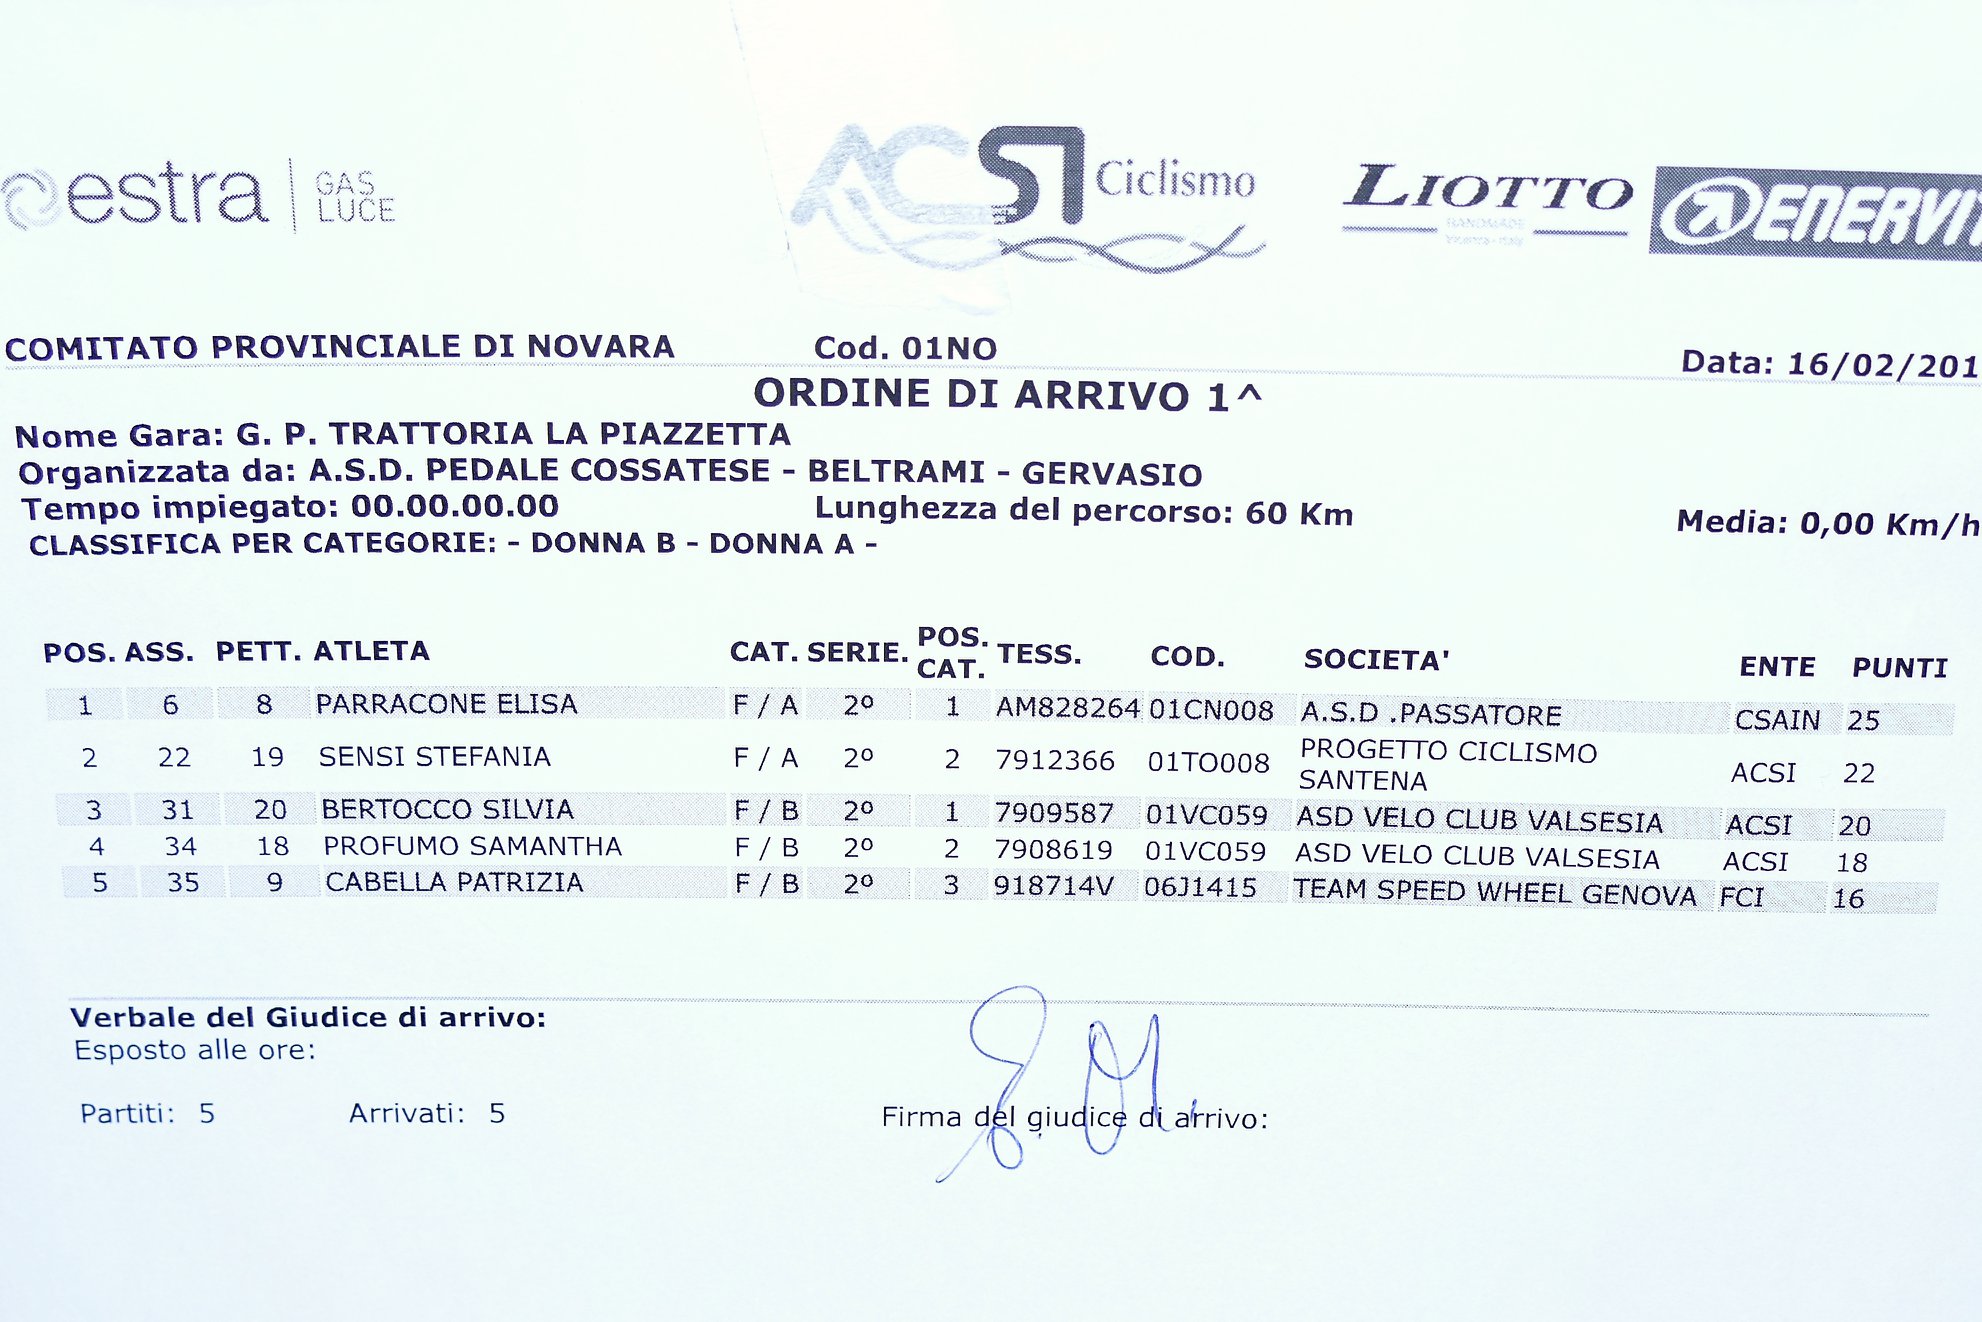 estra | GAS LUCE
ACSI Ciclismo
LIOTTO
HANDMADE
ENERVIT
COMITATO PROVINCIALE DI NOVARA Cod. 01NO Data: 16/02/201
ORDINE DI ARRIVO 1^
Nome Gara: G. P. TRATTORIA LA PIAZZETTA
Organizzata da: A.S.D. PEDALE COSSATESE - BELTRAMI - GERVASIO
Tempo impiegato: 00.00.00.00 Lunghezza del percorso: 60 Km Media: 0,00 Km/h
CLASSIFICA PER CATEGORIE: - DONNA B - DONNA A -
POS. ASS. PETT. ATLETA CAT. SERIE. POS. CAT. TESS. COD. SOCIETA' ENTE PUNTI
1 6 8 PARRACONE ELISA F / A 2º 1 AM828264 01CN008 A.S.D .PASSATORE CSAIN 25
2 22 19 SENSI STEFANIA F / A 2º 2 7912366 01TO008 PROGETTO CICLISMO SANTENA ACSI 22
3 31 20 BERTOCCO SILVIA F / B 2º 1 7909587 01VC059 ASD VELO CLUB VALSESIA ACSI 20
4 34 18 PROFUMO SAMANTHA F / B 2º 2 7908619 01VC059 ASD VELO CLUB VALSESIA ACSI 18
5 35 9 CABELLA PATRIZIA F / B 2º 3 918714V 06J1415 TEAM SPEED WHEEL GENOVA FCI 16
Verbale del Giudice di arrivo:
Esposto alle ore:
Partiti: 5 Arrivati: 5 Firma del giudice di arrivo: